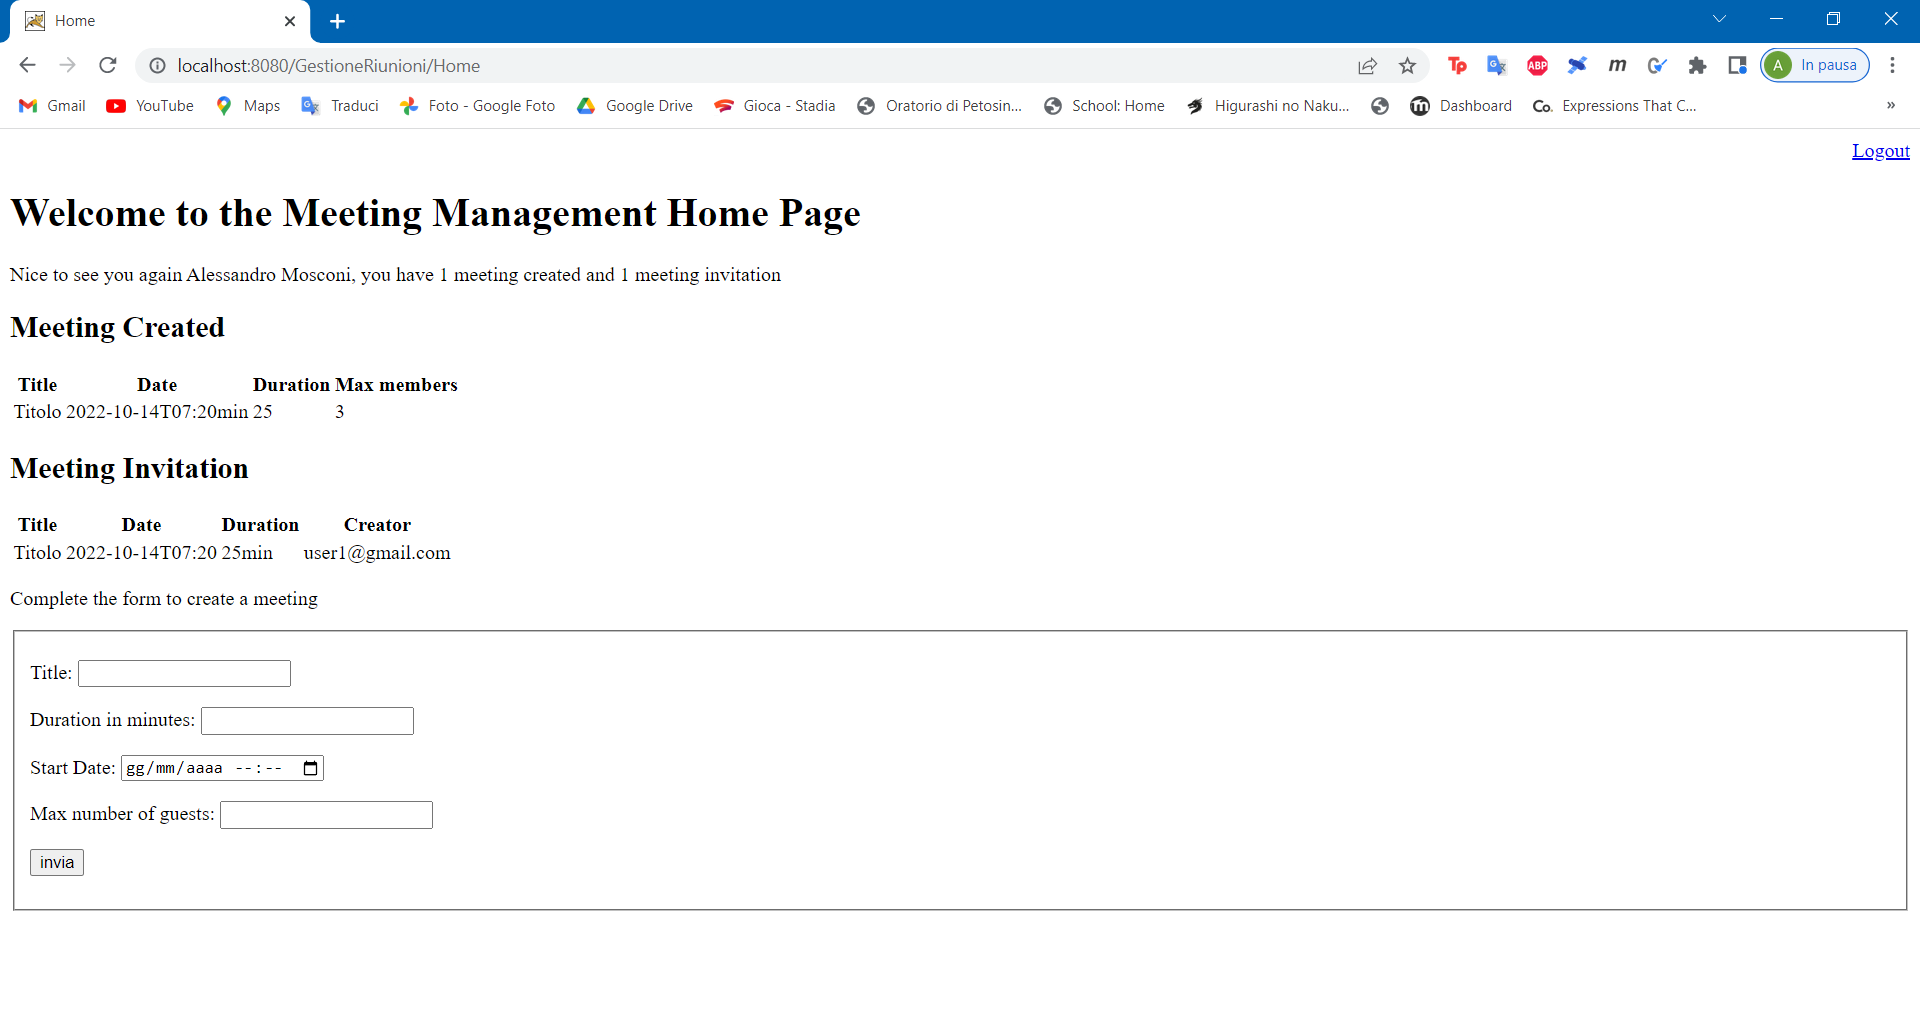 Home
localhost:8080/GestioneRiunioni/Home
Tp ABP m A In pausa
Gmail YouTube Maps Traduci Foto - Google Foto Google Drive Gioca - Stadia Oratorio di Petosin... School: Home Higurashi no Naku... m Dashboard Co. Expressions That C... »
Logout
Welcome to the Meeting Management Home Page
Nice to see you again Alessandro Mosconi, you have 1 meeting created and 1 meeting invitation
Meeting Created
Title Date Duration Max members
Titolo 2022-10-14T07:20min 25 3
Meeting Invitation
Title Date Duration Creator
Titolo 2022-10-14T07:20 25min user1@gmail.com
Complete the form to create a meeting
Title:
Duration in minutes:
Start Date: gg/mm/aaaa --:--
Max number of guests:
invia